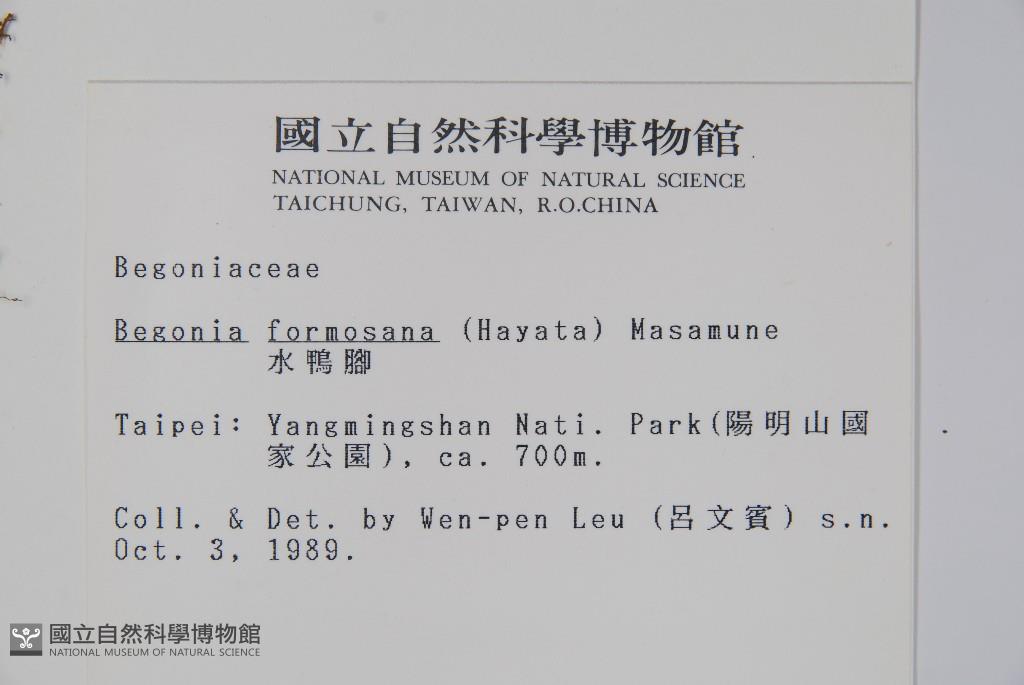 國立自然科學博物館
NATIONAL MUSEUM OF NATURAL SCIENCE
TAICHUNG, TAIWAN, R.O.CHINA
Begoniaceae
Begonia formosana (Hayata) Masamune
水鴨腳
Taipei: Yangmingshan Nati. Park(陽明山國
家公園), ca. 700m.
Coll. & Det. by Wen-pen Leu (呂文賓) s.n.
Oct. 3, 1989.
國立自然科學博物館
NATIONAL MUSEUM OF NATURAL SCIENCE